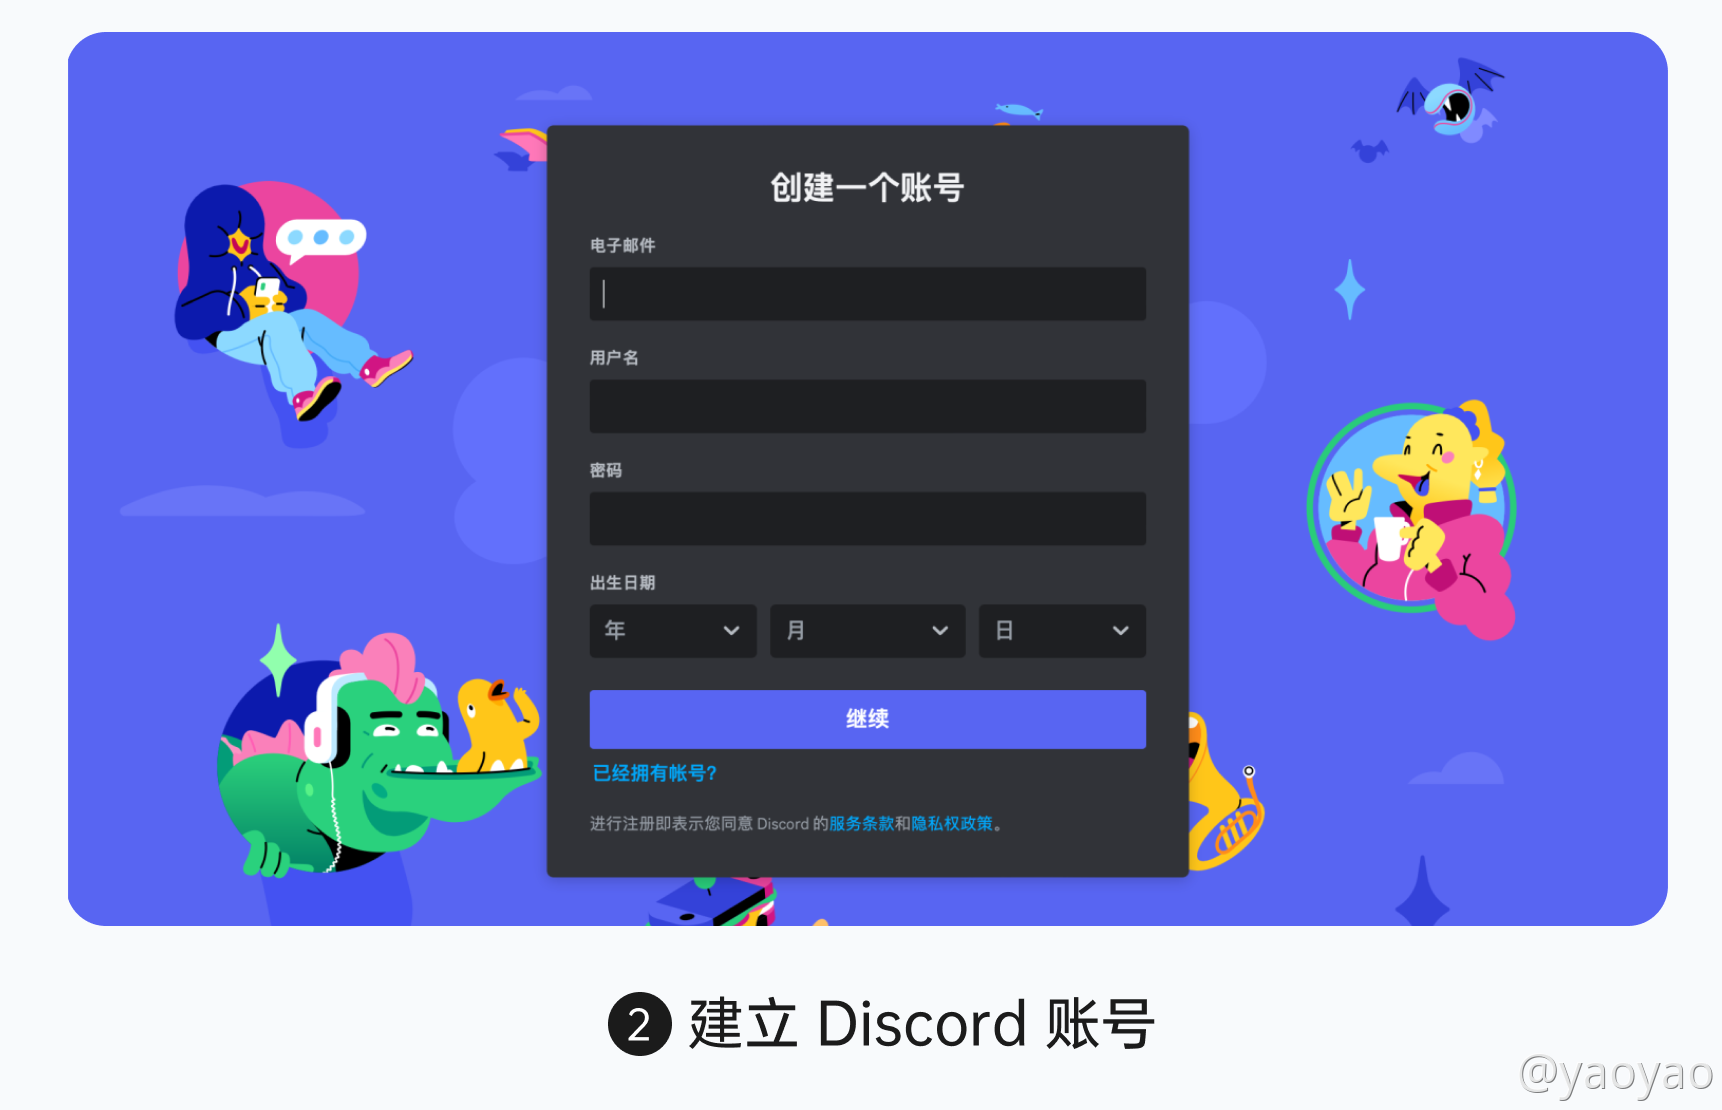 创建一个账号
电子邮件
用户名
密码
出生日期
年 月 日
继续
已经拥有帐号?
进行注册即表示您同意 Discord 的服务条款和隐私权政策。
2 建立 Discord 账号
@yaoyao